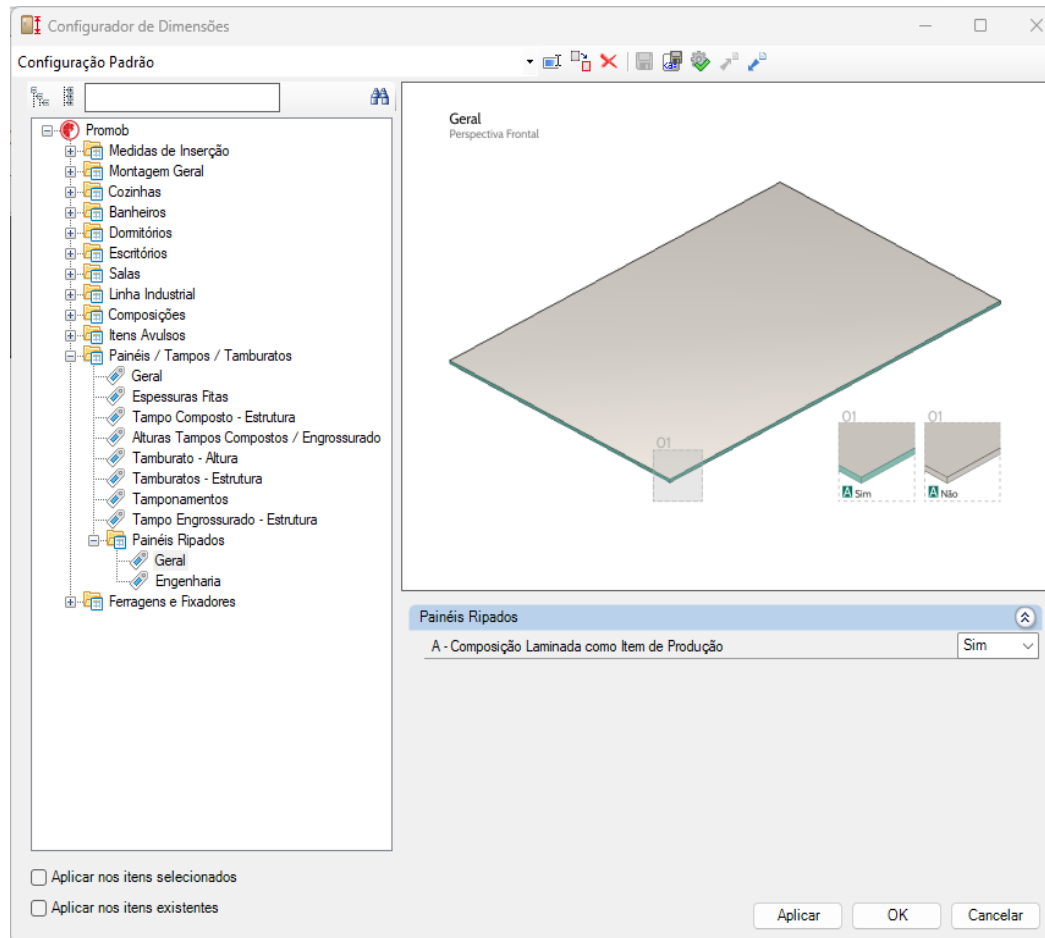 Configurador de Dimensões
Configuração Padrão
Promob
Medidas de Inserção
Montagem Geral
Cozinhas
Banheiros
Dormitórios
Escritórios
Salas
Linha Industrial
Composições
Itens Avulsos
Painéis / Tampos / Tamburatos
Geral
Espessuras Fitas
Tampo Composto - Estrutura
Alturas Tampos Compostos / Engrossurado
Tamburato - Altura
Tamburatos - Estrutura
Tamponamentos
Tampo Engrossurado - Estrutura
Painéis Ripados
Geral
Engenharia
Ferragens e Fixadores
Geral
Perspectiva Frontal
01
01
01
A Sim
A Não
Painéis Ripados
A - Composição Laminada como Item de Produção
Sim
Aplicar nos itens selecionados
Aplicar nos itens existentes
Aplicar
OK
Cancelar